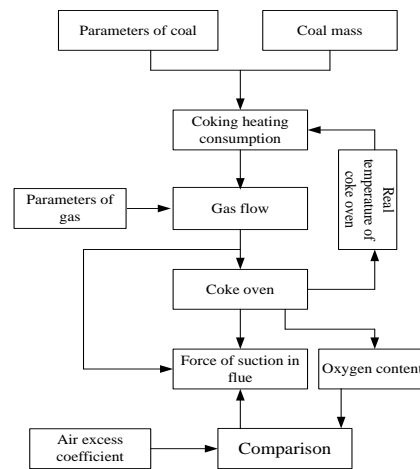 Parameters of coal
Coal mass
Coking heating
consumption
Real
temperature of
coke oven
Parameters of
gas
Gas flow
Coke oven
Force of suction in
flue
Oxygen content
Air excess
coefficient
Comparison